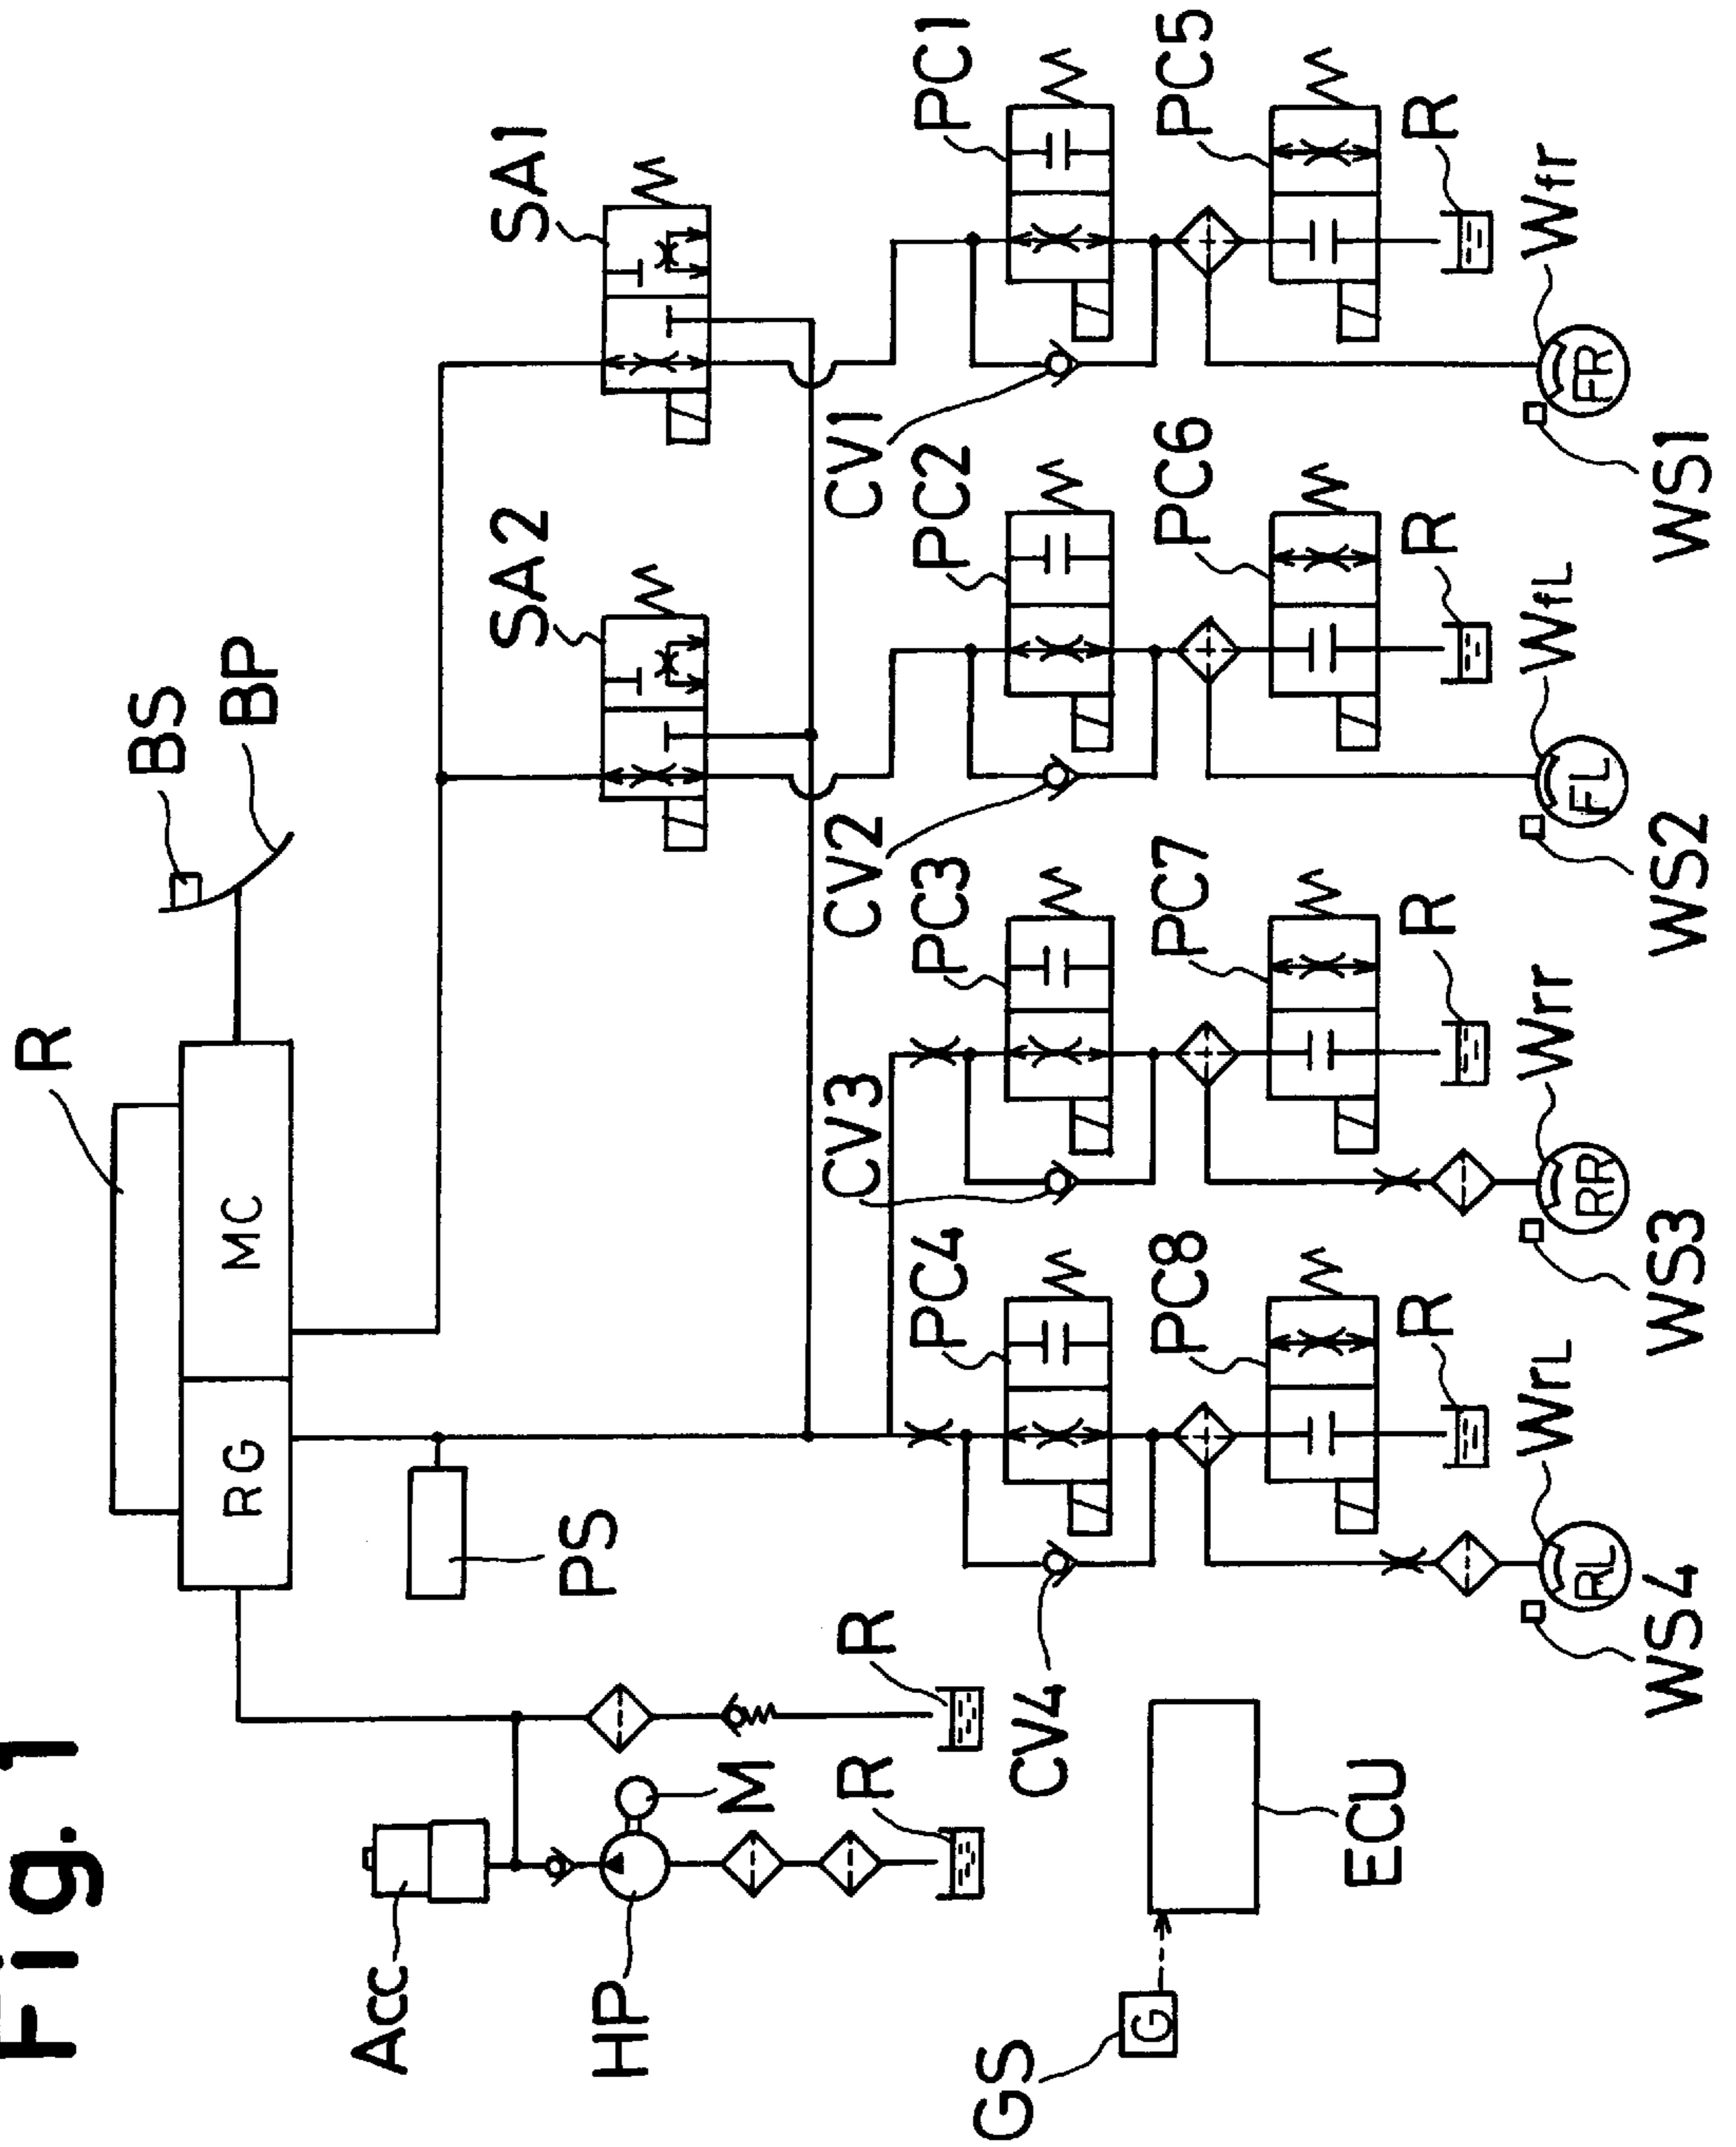 Fig. 1
R
BS
BP
RG
MC
PS
Acc
HP
M
R
R
SA2
SA1
CV4
PC4
CV3
PC3
CV2
PC2
CV1
PC1
PC8
R
PC7
R
PC6
R
PC5
R
GS
G
ECU
WrL
RL
WS4
Wrr
RR
WS3
WfL
FL
WS2
Wfr
FR
WS1